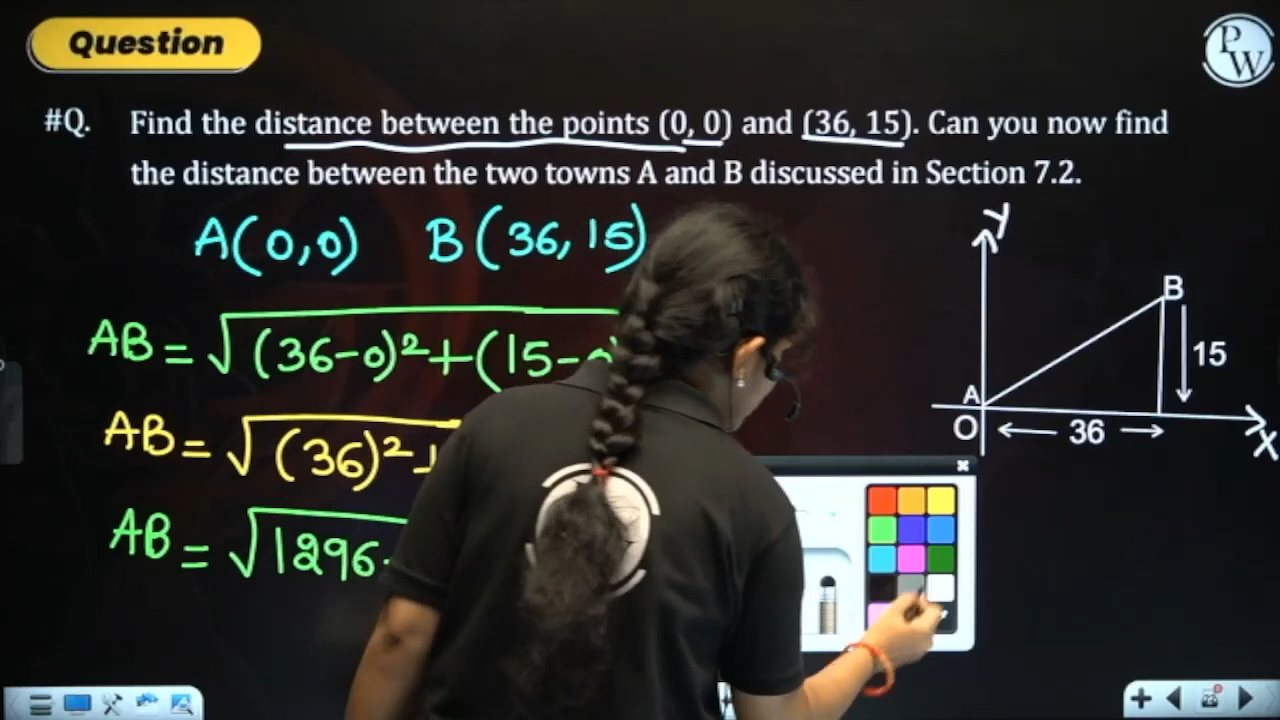 Question
PW
#Q. Find the distance between the points (0, 0) and (36, 15). Can you now find
the distance between the two towns A and B discussed in Section 7.2.
A(0,0) B(36,15)
AB = √(36-0)²+(15-0
AB = √(36)²+
AB = √1296
y
B
15
A
O
36
X